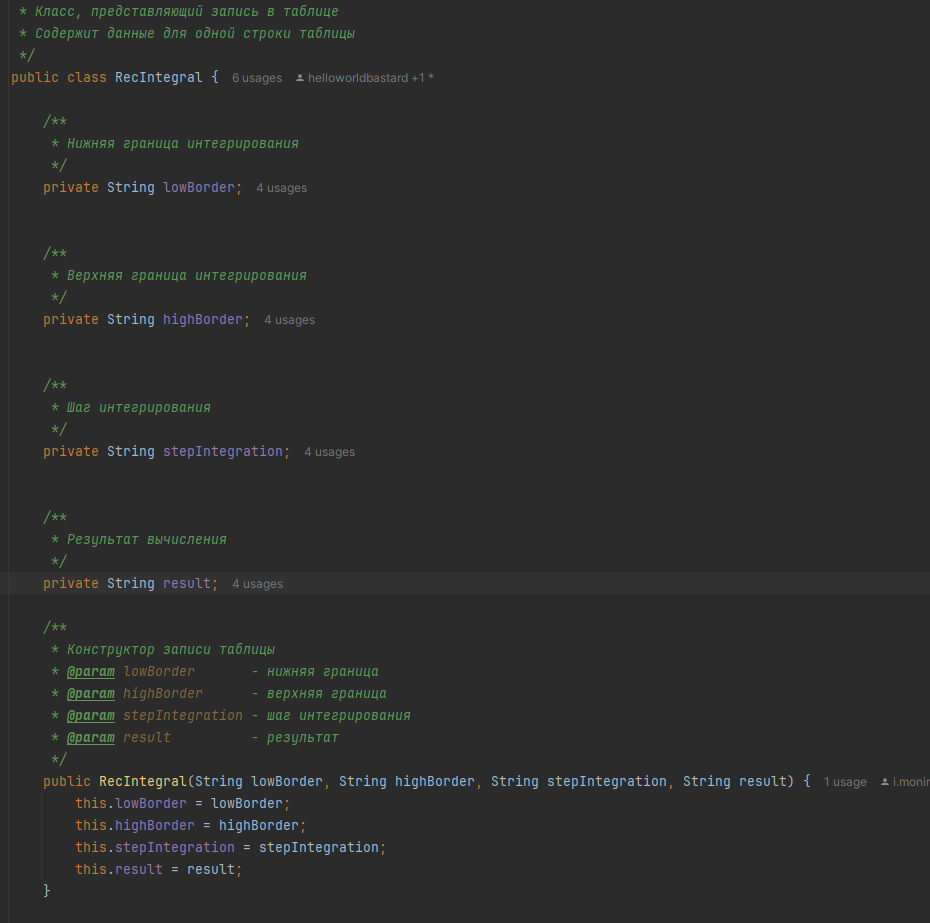 * Класс, представляющий запись в таблице
* Содержит данные для одной строки таблицы
*/
public class RecIntegral { 6 usages helloworldbastard +1 *
/**
* Нижняя граница интегрирования
*/
private String lowBorder; 4 usages
/**
* Верхняя граница интегрирования
*/
private String highBorder; 4 usages
/**
* Шаг интегрирования
*/
private String stepIntegration; 4 usages
/**
* Результат вычисления
*/
private String result; 4 usages
/**
* Конструктор записи таблицы
* @param lowBorder - нижняя граница
* @param highBorder - верхняя граница
* @param stepIntegration - шаг интегрирования
* @param result - результат
*/
public RecIntegral(String lowBorder, String highBorder, String stepIntegration, String result) { 1 usage
this.lowBorder = lowBorder;
this.highBorder = highBorder;
this.stepIntegration = stepIntegration;
this.result = result;
}